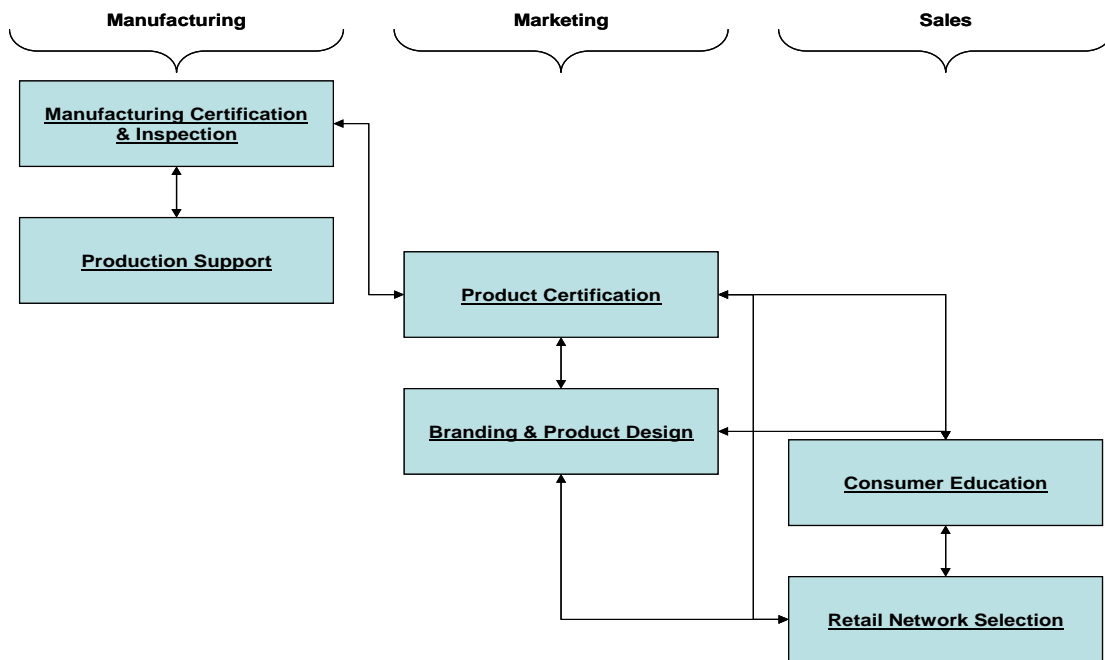 Manufacturing
Marketing
Sales
Manufacturing Certification
& Inspection
Production Support
Product Certification
Branding & Product Design
Consumer Education
Retail Network Selection